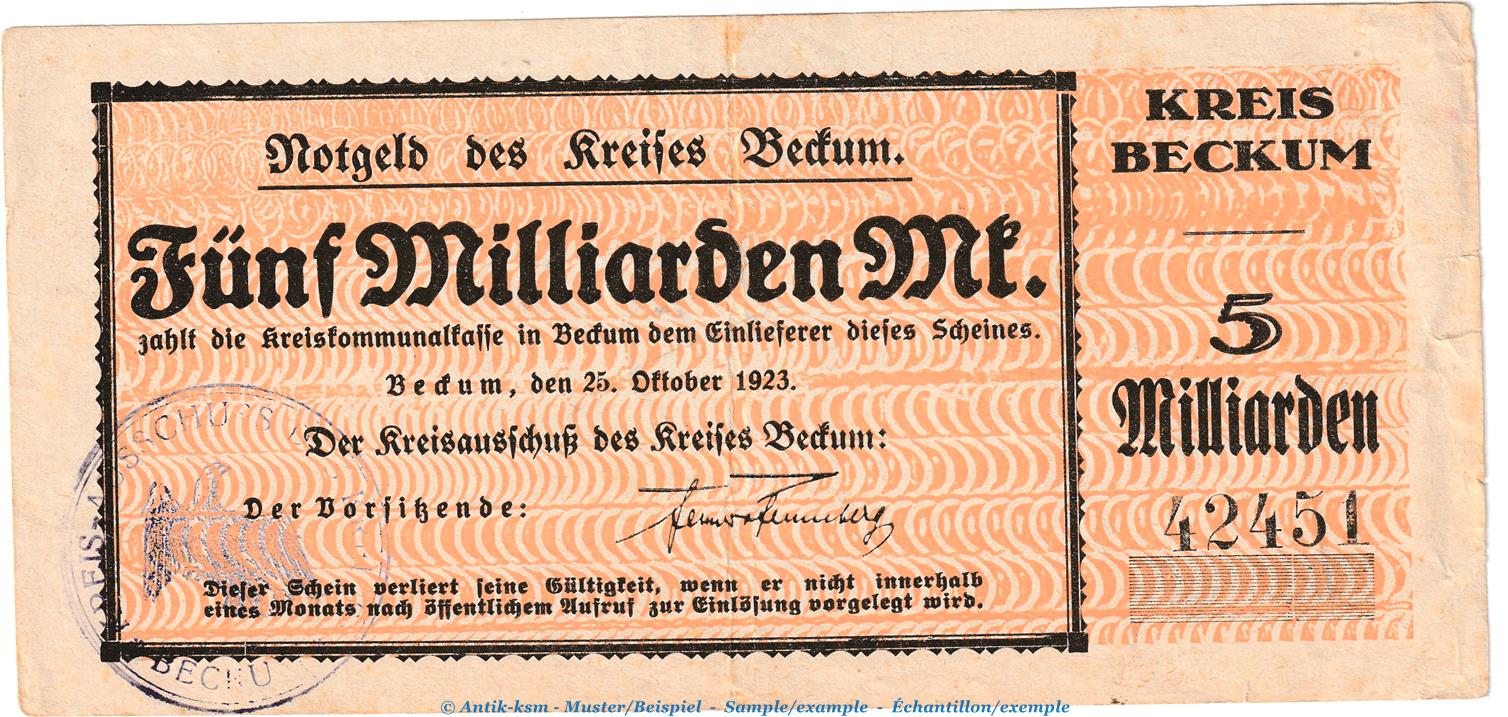 Notgeld des Kreises Beckum.
Fünf Milliarden Mk.
zahlt die Kreiskommunalkasse in Beckum dem Einlieferer dieses Scheines.
Beckum, den 25. Oktober 1923.
Der Kreisausschuß des Kreises Beckum:
Der Vorsitzende:
Dieser Schein verliert seine Gültigkeit, wenn er nicht innerhalb
eines Monats nach öffentlichem Aufruf zur Einlösung vorgelegt wird.
KREIS
BECKUM
5
Milliarden
42451
© Antik-ksm - Muster/Beispiel - Sample/example - Échantillon/exemple